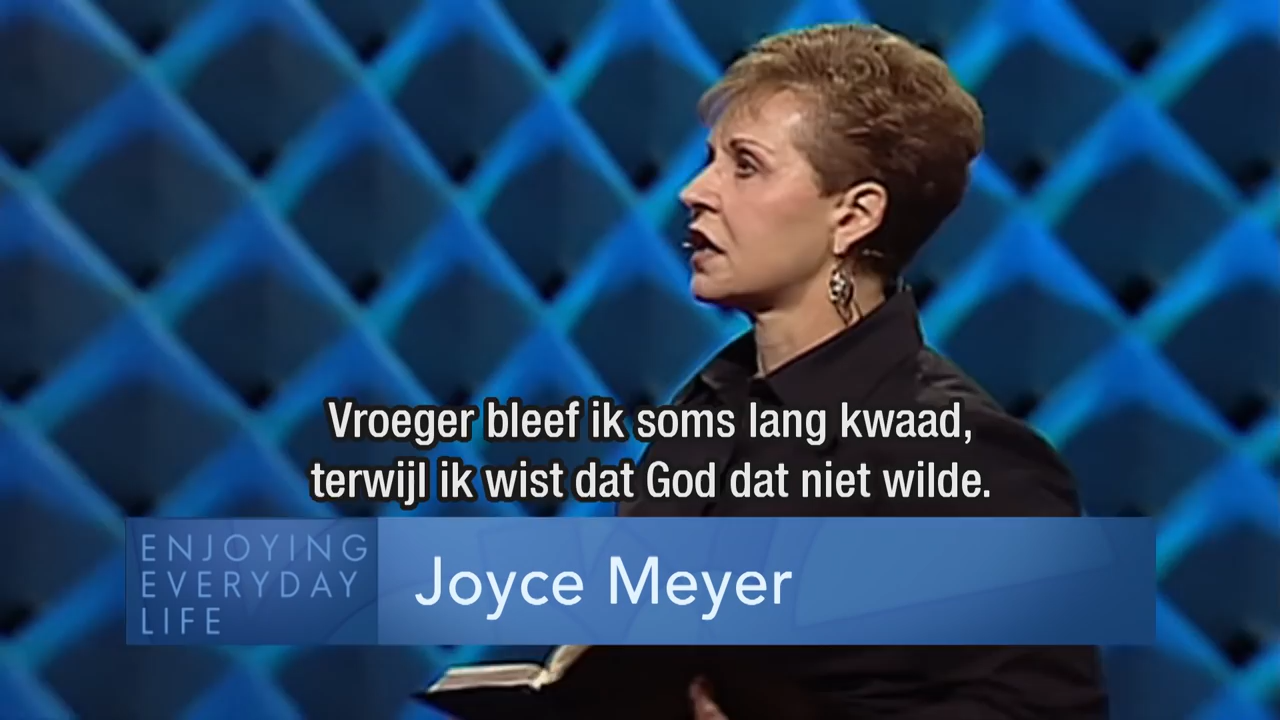 Vroeger bleef ik soms lang kwaad,
terwijl ik wist dat God dat niet wilde.
ENJOYING
EVERYDAY
LIFE
Joyce Meyer